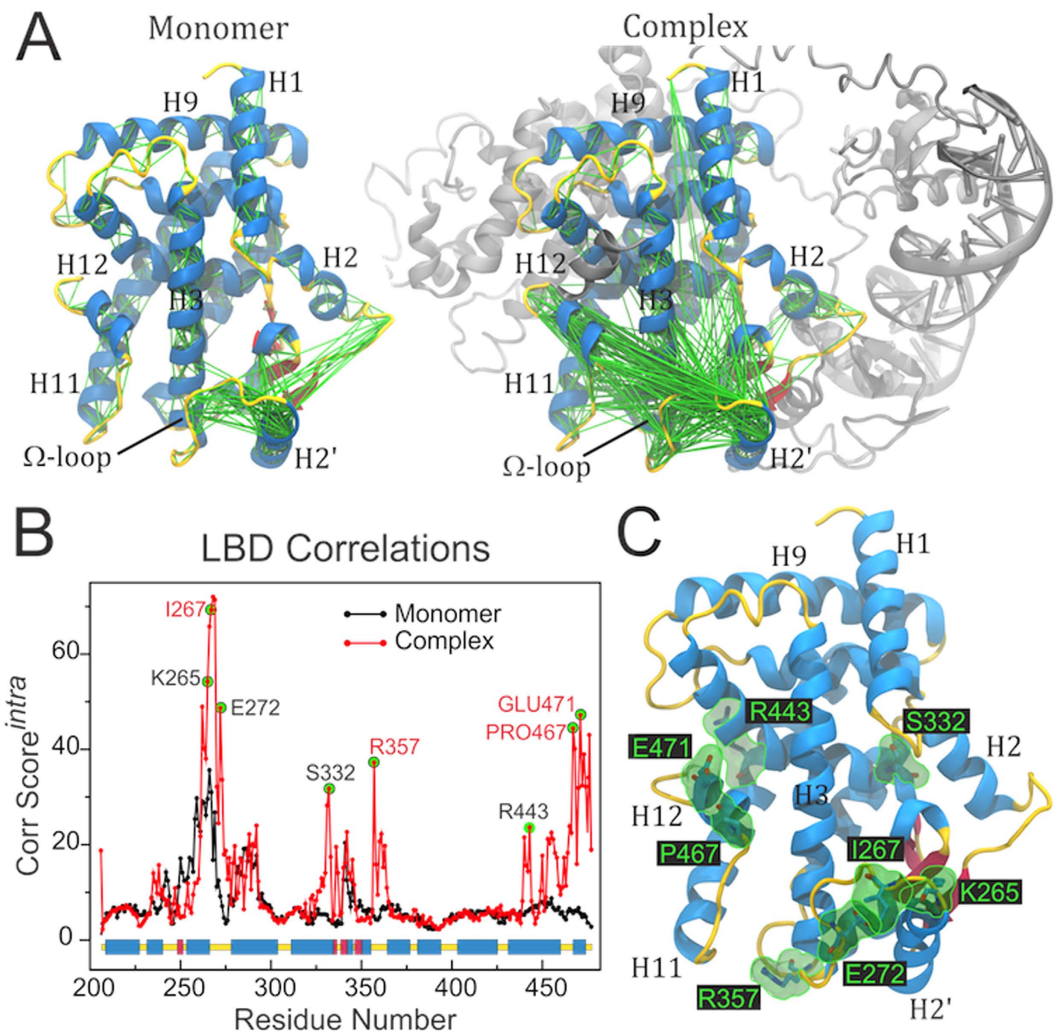 A
Monomer
Complex
H1
H9
H12
H2
H3
H11
Ω-loop
H2'
H1
H9
H12
H2
H3
H11
Ω-loop
H2'
B
LBD Correlations
Corr Score intra
Residue Number
0
20
40
60
200
250
300
350
400
450
Monomer
Complex
I267
K265
E272
S332
R357
GLU471
PRO467
R443
C
H1
H9
R443
S332
E471
H2
H3
H12
P467
I267
K265
H11
E272
R357
H2'